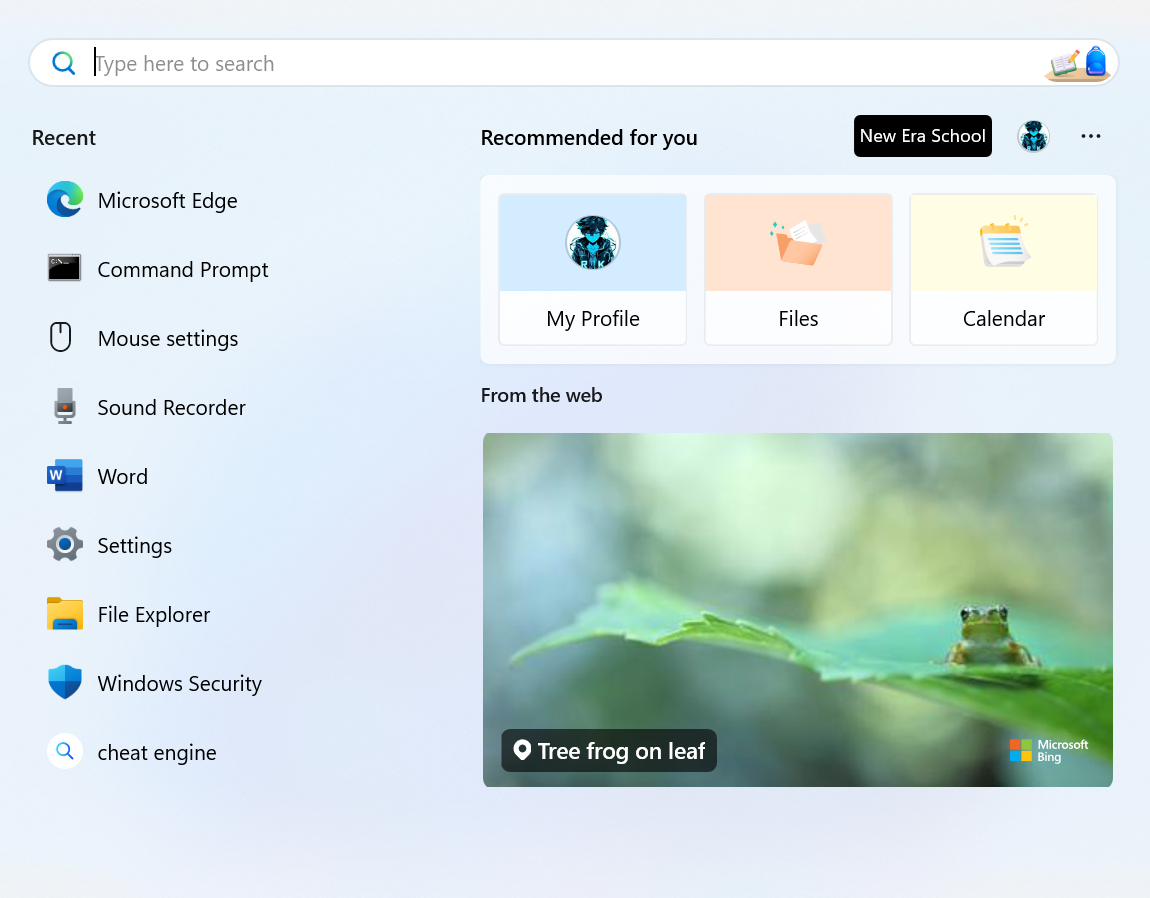 Type here to search
Recent
Microsoft Edge
Command Prompt
Mouse settings
Sound Recorder
Word
Settings
File Explorer
Windows Security
cheat engine
Recommended for you
New Era School
My Profile
Files
Calendar
From the web
Tree frog on leaf
Microsoft
Bing